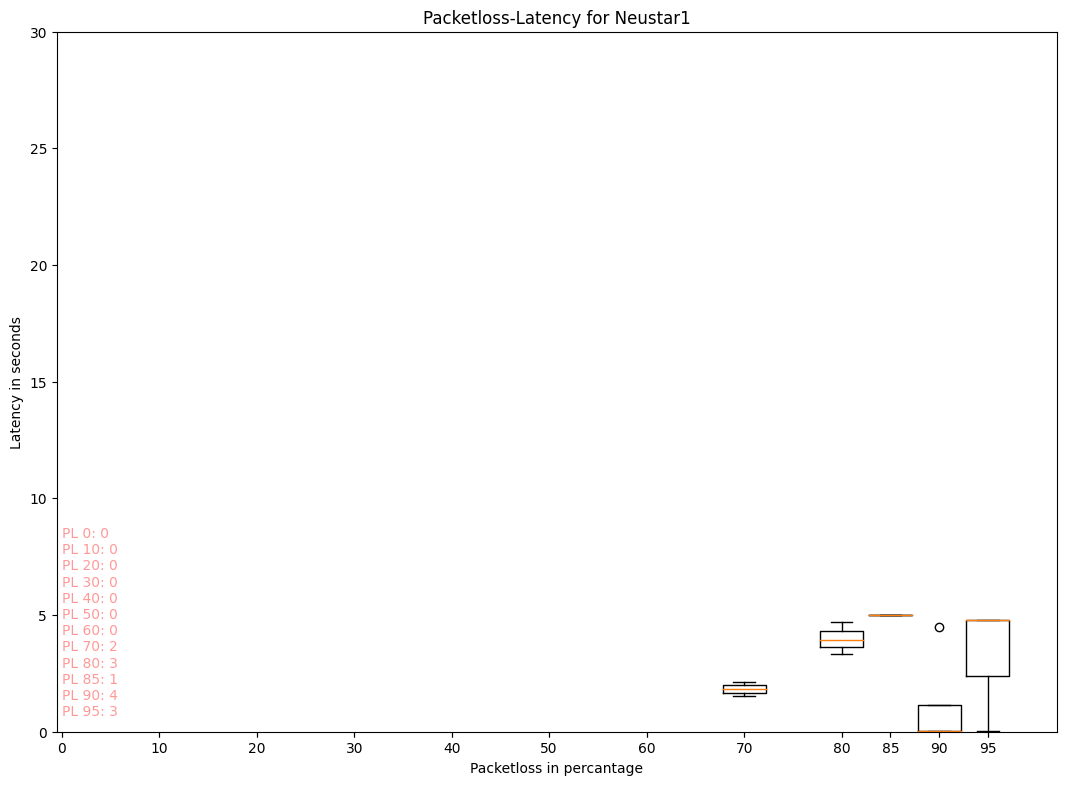 Packetloss-Latency for Neustar1
30
25
20
15
10
5
0
Latency in seconds
PL 0: 0
PL 10: 0
PL 20: 0
PL 30: 0
PL 40: 0
PL 50: 0
PL 60: 0
PL 70: 2
PL 80: 3
PL 85: 1
PL 90: 4
PL 95: 3
0 10 20 30 40 50 60 70 80 85 90 95
Packetloss in percantage